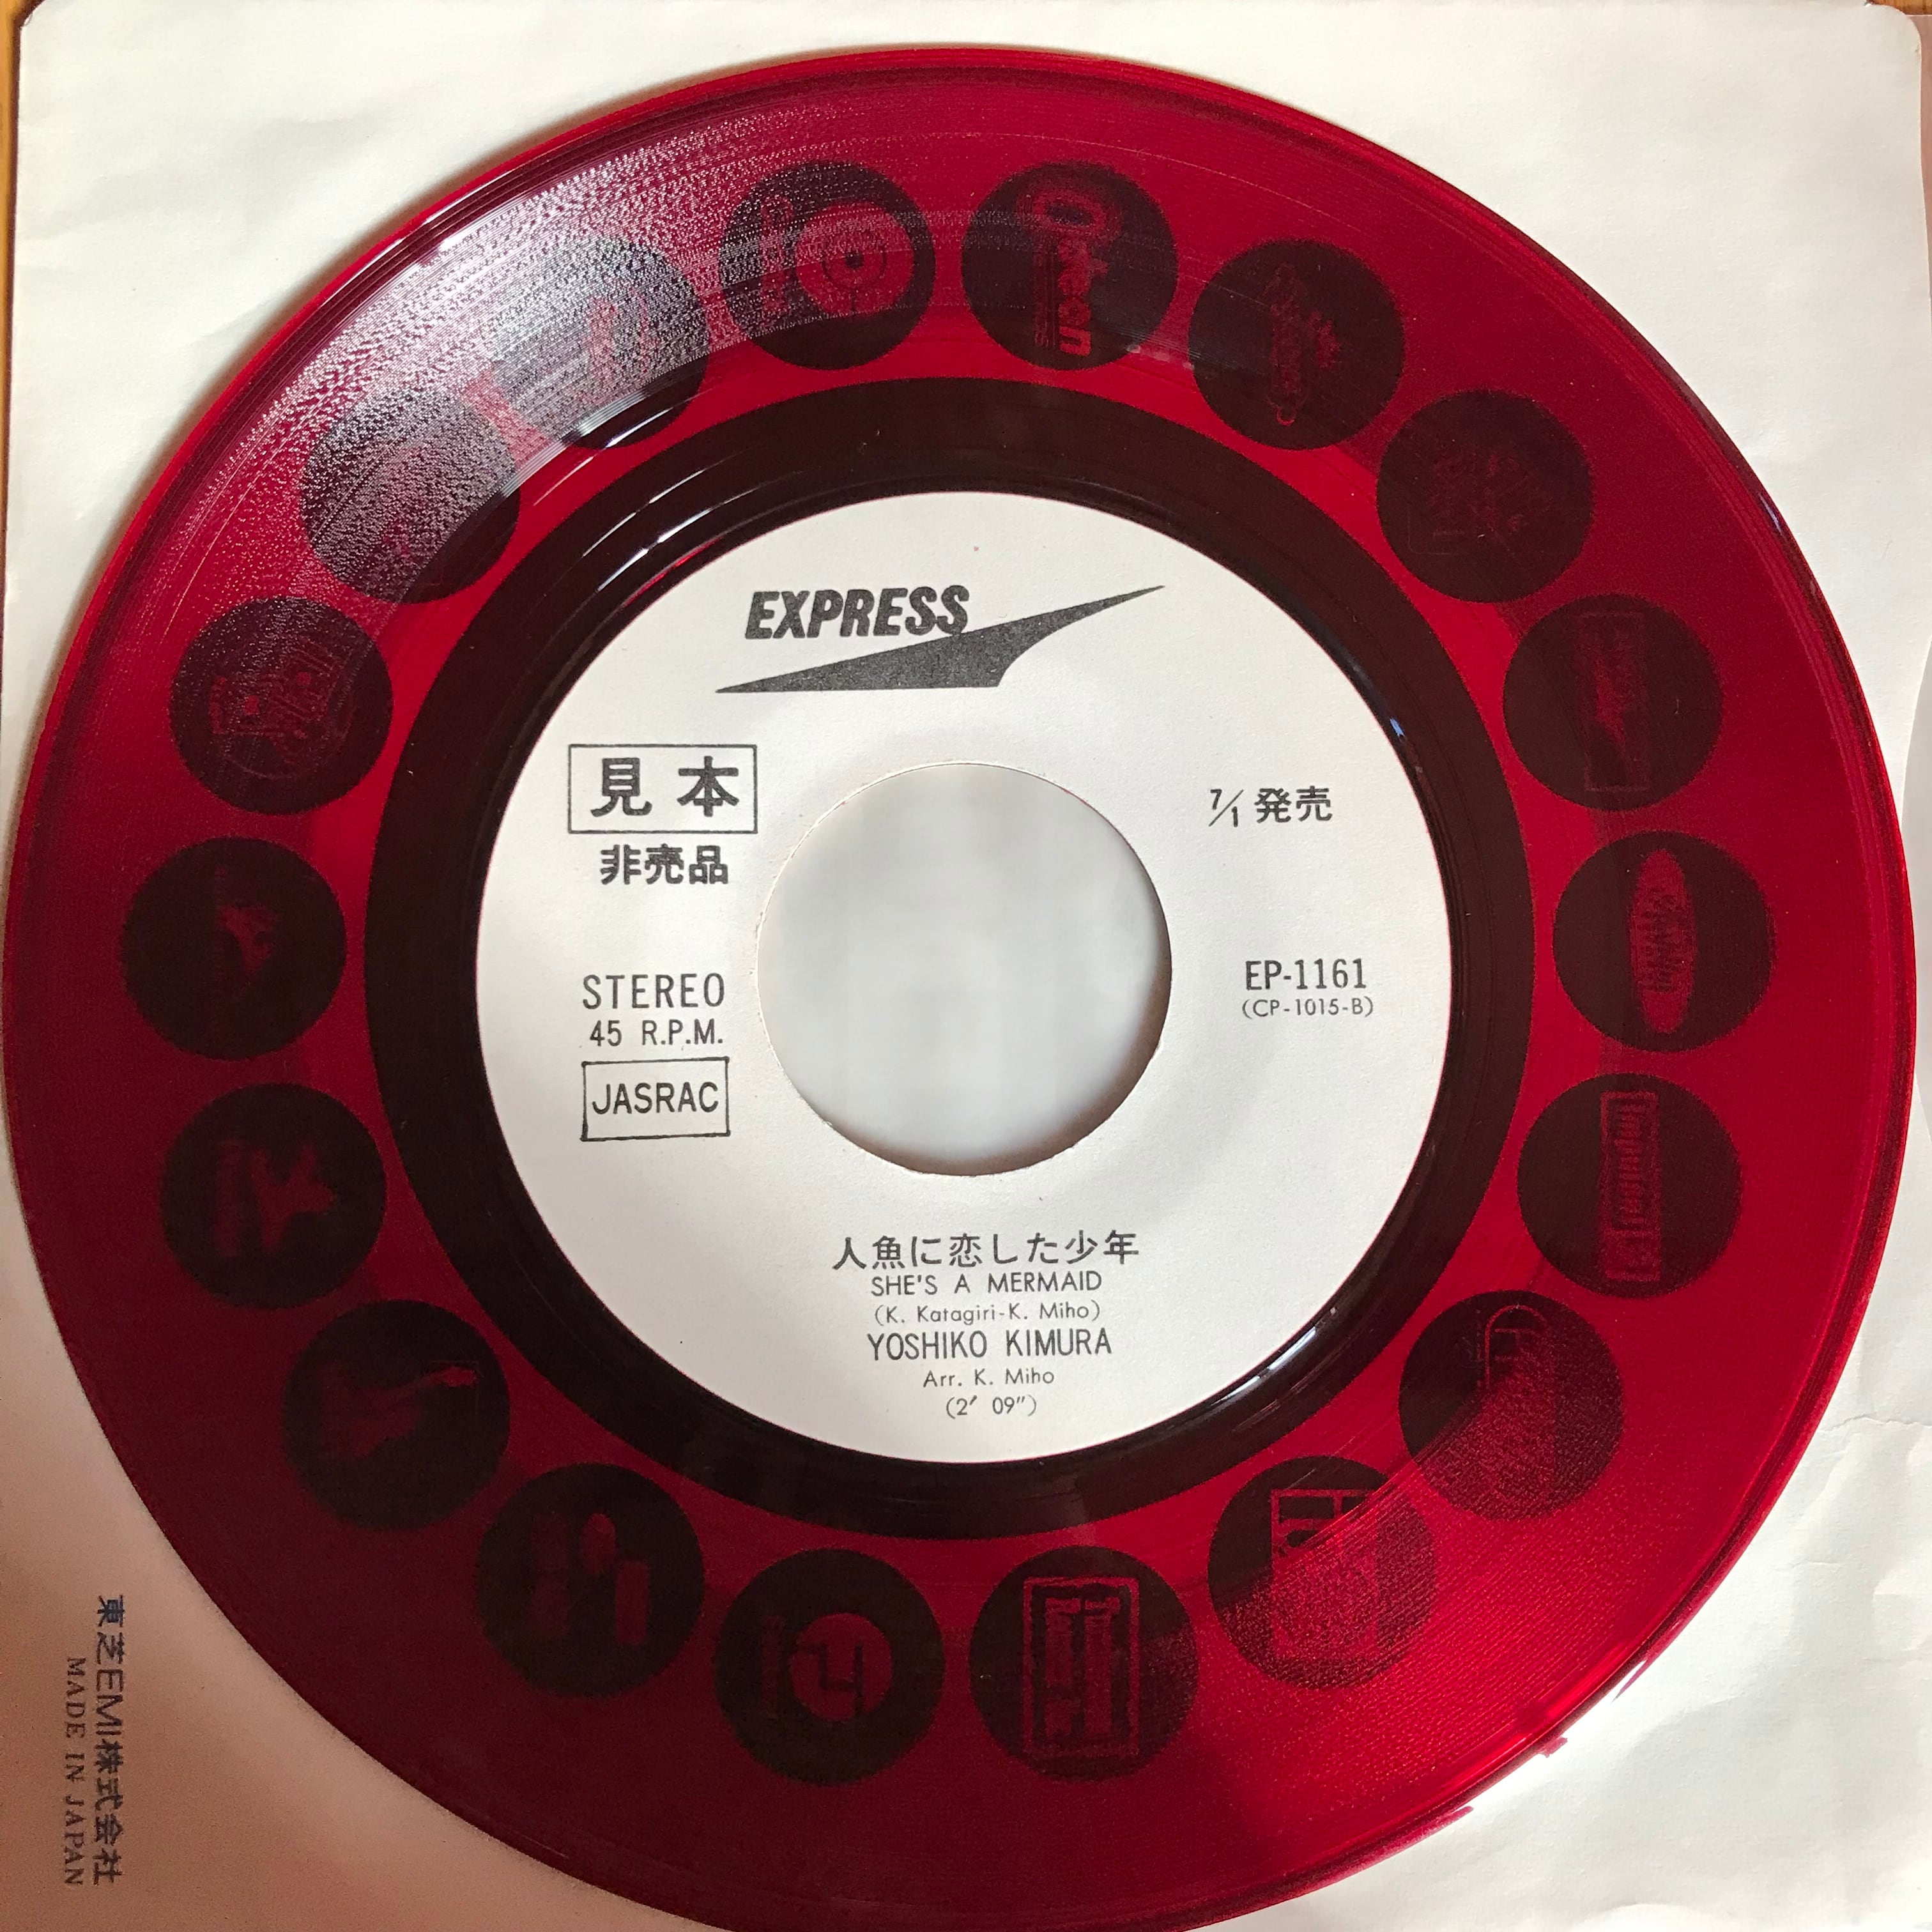 EXPRESS
見本
非売品
7/1 発売
STEREO
45 R.P.M.
JASRAC
EP-1161
(CP-1015-B)
人魚に恋した少年
SHE'S A MERMAID
(K. Katagiri-K. Miho)
YOSHIKO KIMURA
Arr. K. Miho
(2′ 09″)
東芝EMI株式会社
MADE IN JAPAN